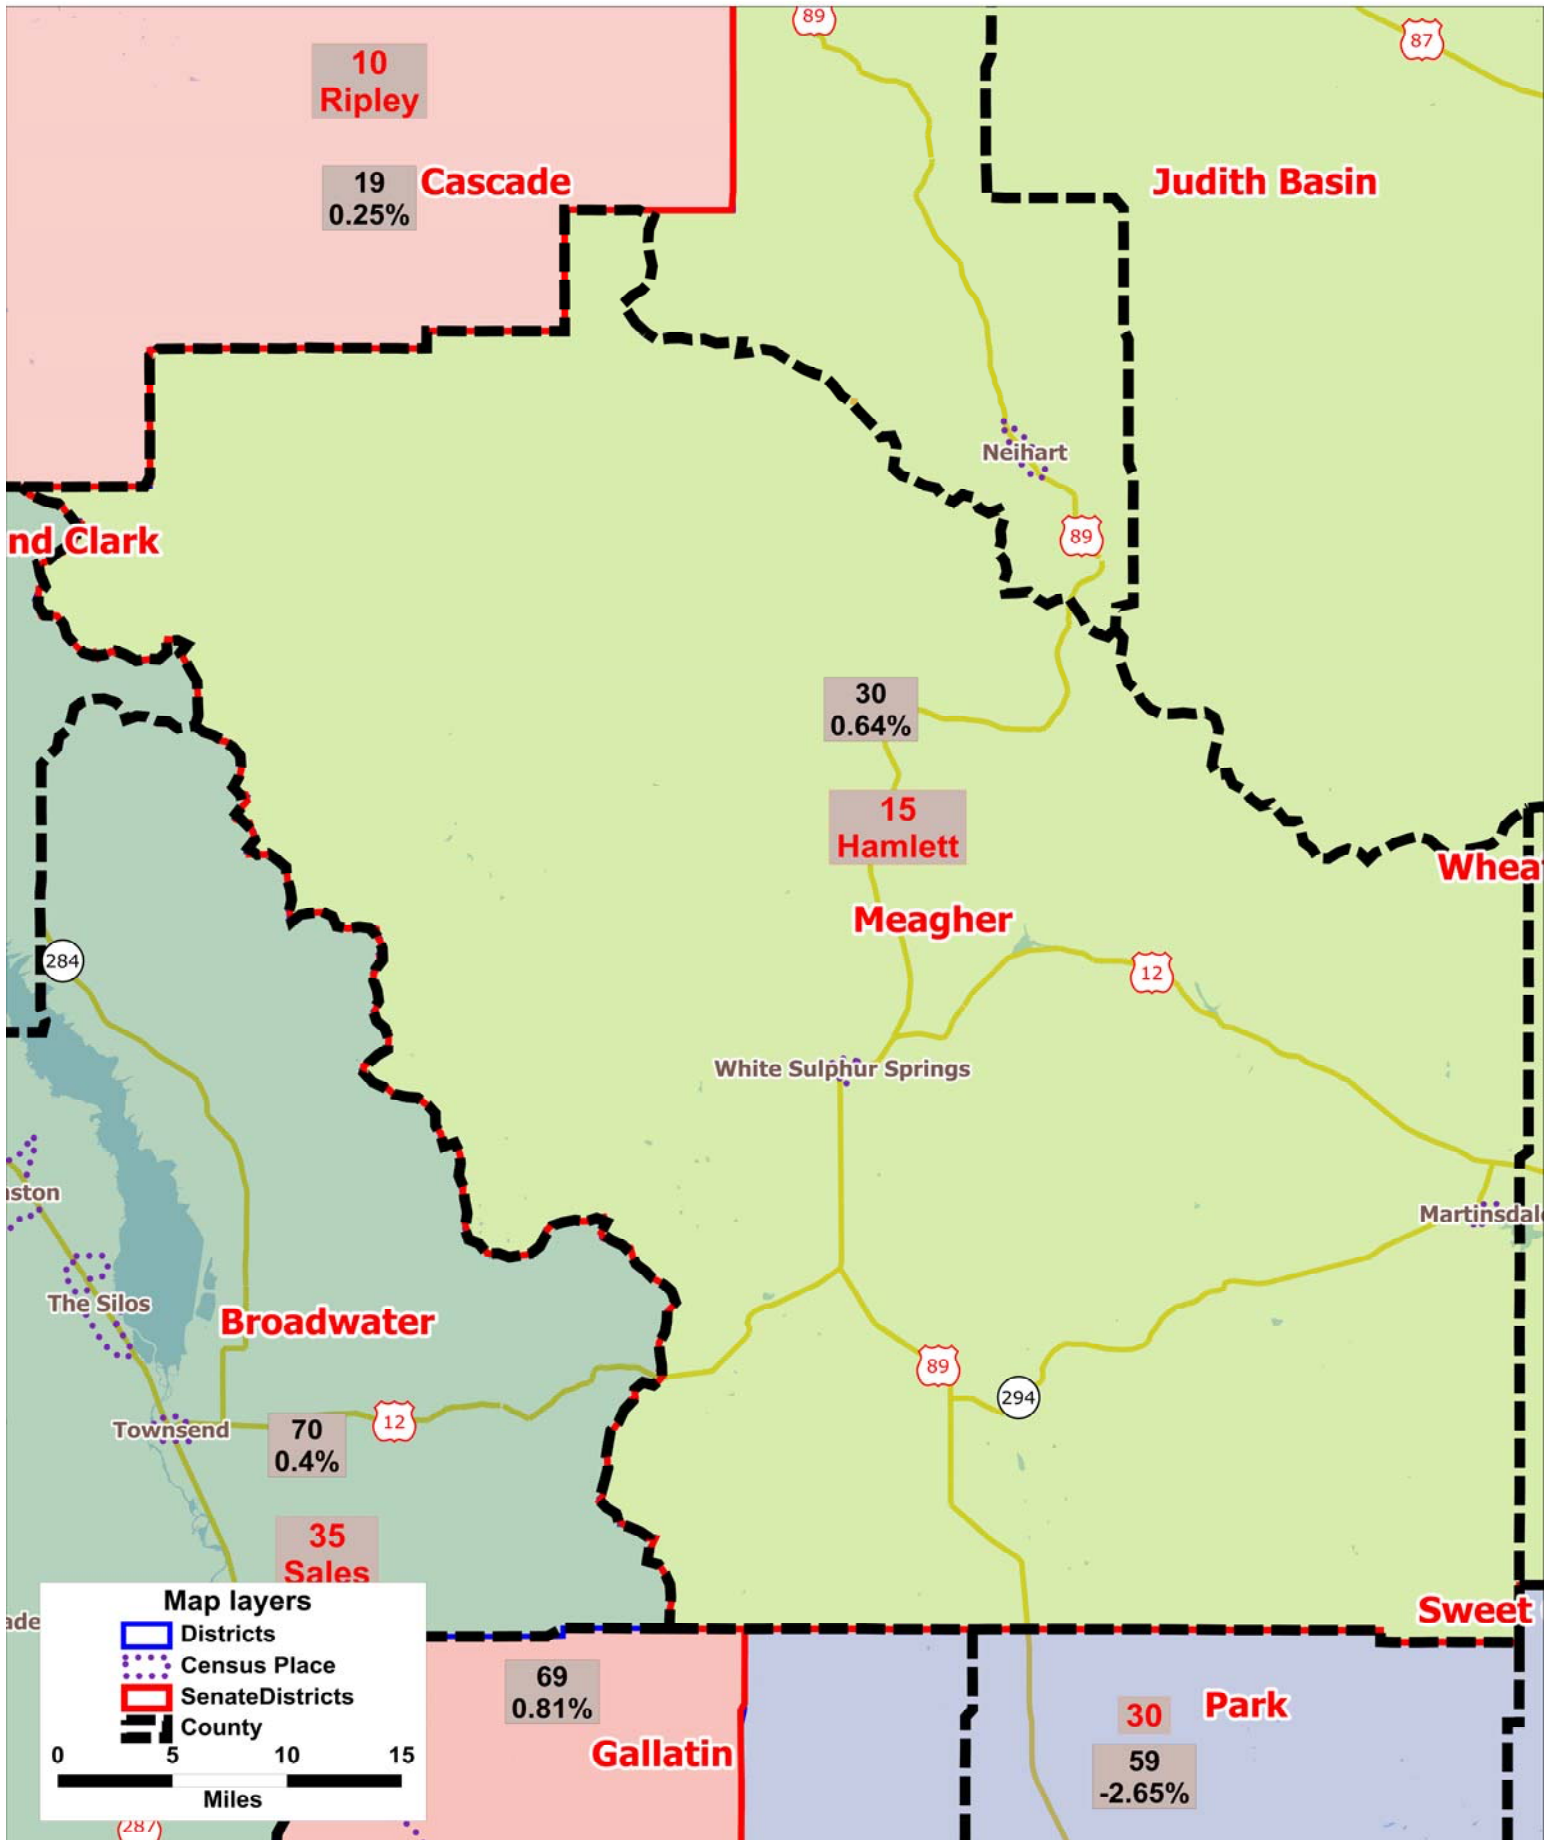 89
87
10
Ripley
19
0.25%
Cascade
Judith Basin
Neihart
89
nd Clark
30
0.64%
15
Hamlett
Wheat
Meagher
284
12
White Sulphur Springs
nston
Martinsdale
The Silos
Broadwater
89
294
12
Townsend
70
0.4%
35
Sales
Sweet
ade
Map layers
Districts
Census Place
SenateDistricts
County
0 5 10 15
Miles
69
0.81%
Gallatin
30
Park
59
-2.65%
287